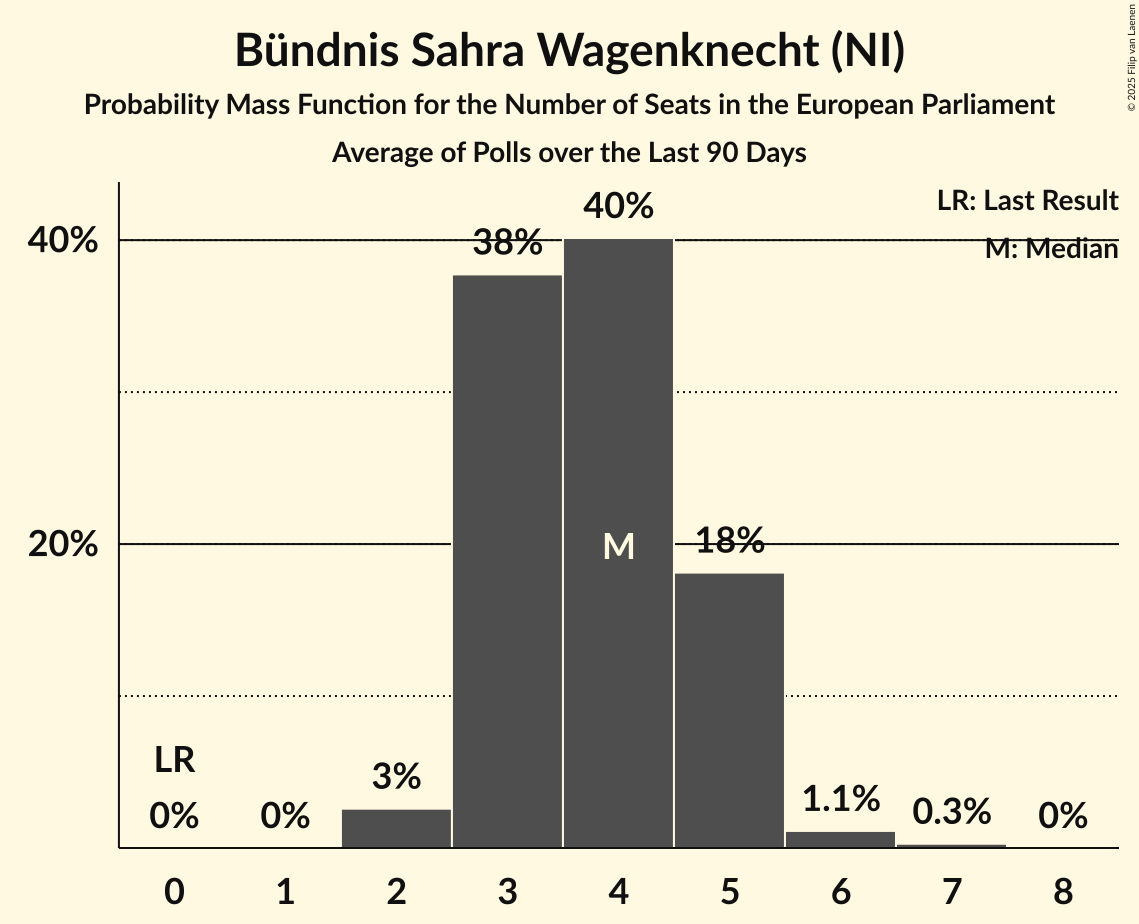 Bündnis Sahra Wagenknecht (NI)
Probability Mass Function for the Number of Seats in the European Parliament
Average of Polls over the Last 90 Days
© 2025 Filip van Laenen
LR: Last Result
M: Median
40%
38%
40%
20%
18%
M
LR
0%
0%
3%
1.1%
0.3%
0%
0 1 2 3 4 5 6 7 8